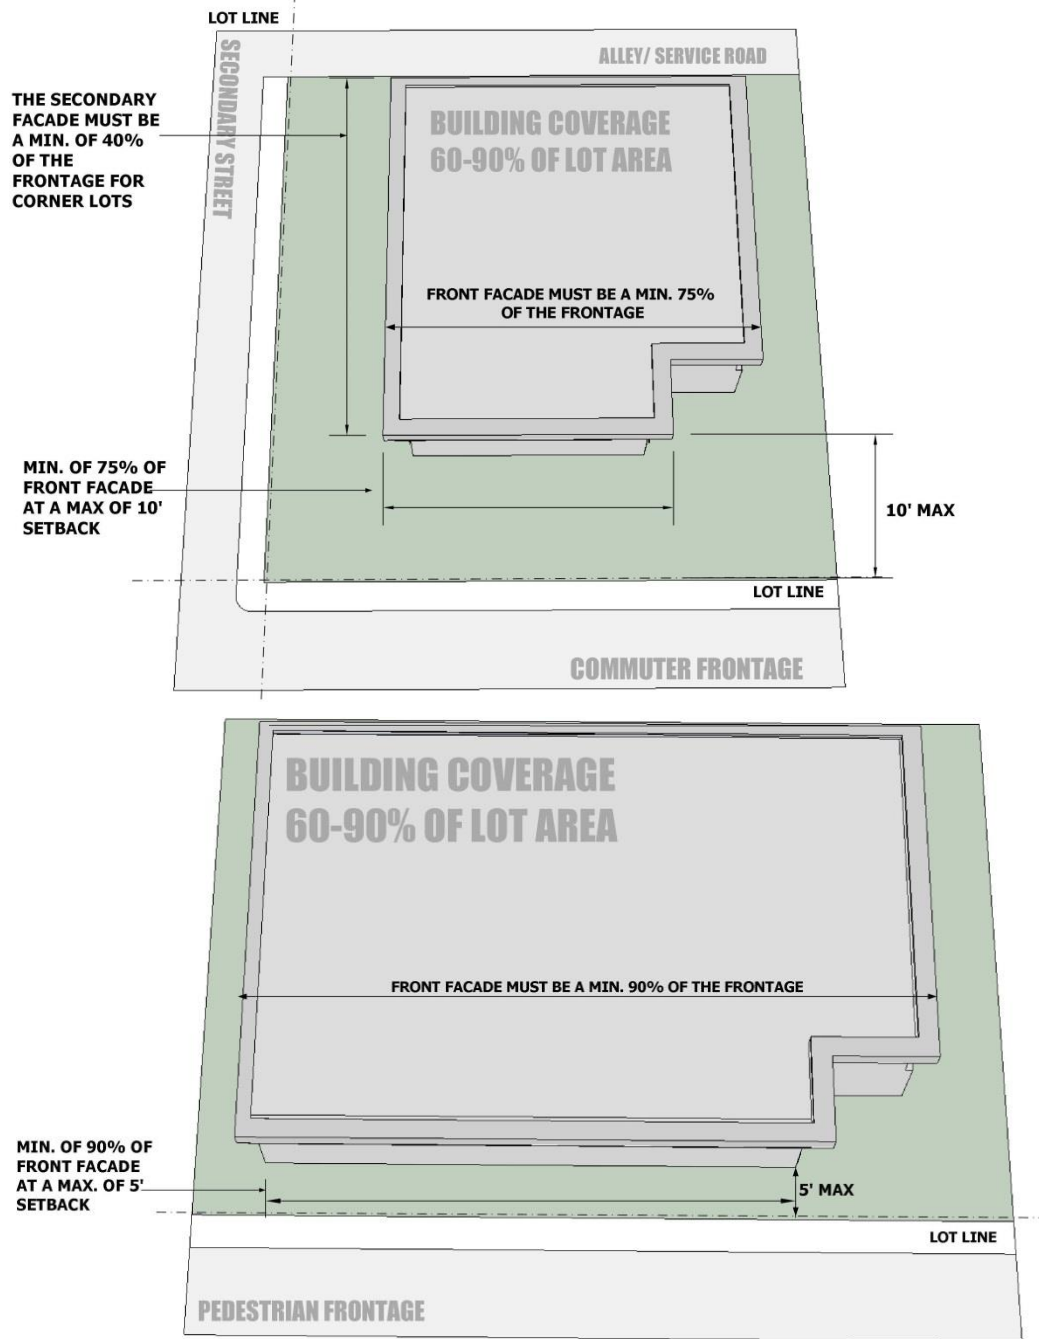 LOT LINE
SECONDARY STREET
ALLEY/ SERVICE ROAD
THE SECONDARY
FACADE MUST BE
A MIN. OF 40%
OF THE
FRONTAGE FOR
CORNER LOTS
BUILDING COVERAGE
60-90% OF LOT AREA
FRONT FACADE MUST BE A MIN. 75%
OF THE FRONTAGE
MIN. OF 75% OF
FRONT FACADE
AT A MAX OF 10'
SETBACK
10' MAX
LOT LINE
COMMUTER FRONTAGE
BUILDING COVERAGE
60-90% OF LOT AREA
FRONT FACADE MUST BE A MIN. 90% OF THE FRONTAGE
MIN. OF 90% OF
FRONT FACADE
AT A MAX. OF 5'
SETBACK
5' MAX
LOT LINE
PEDESTRIAN FRONTAGE